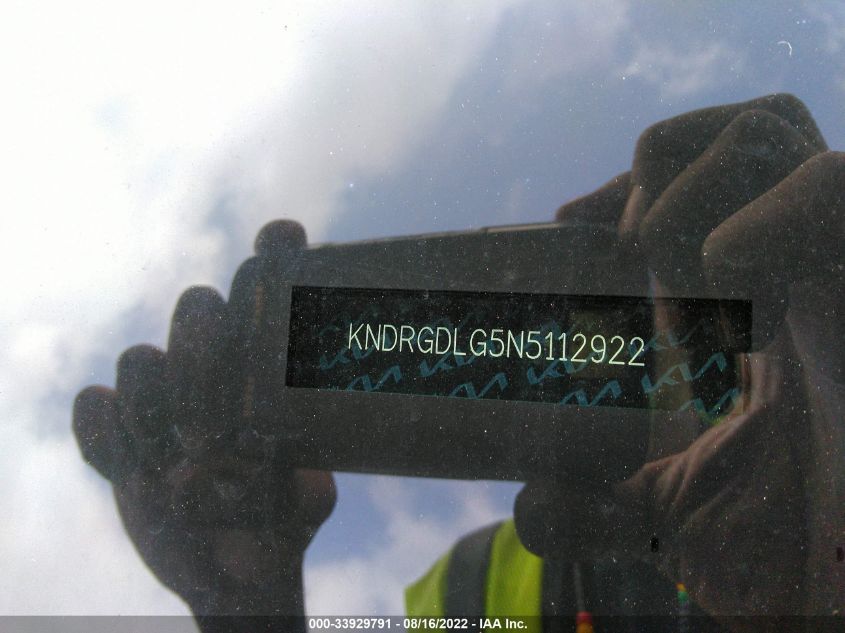 KNDRGDLG5N5112922
000-33929791 - 08/16/2022 - IAA Inc.